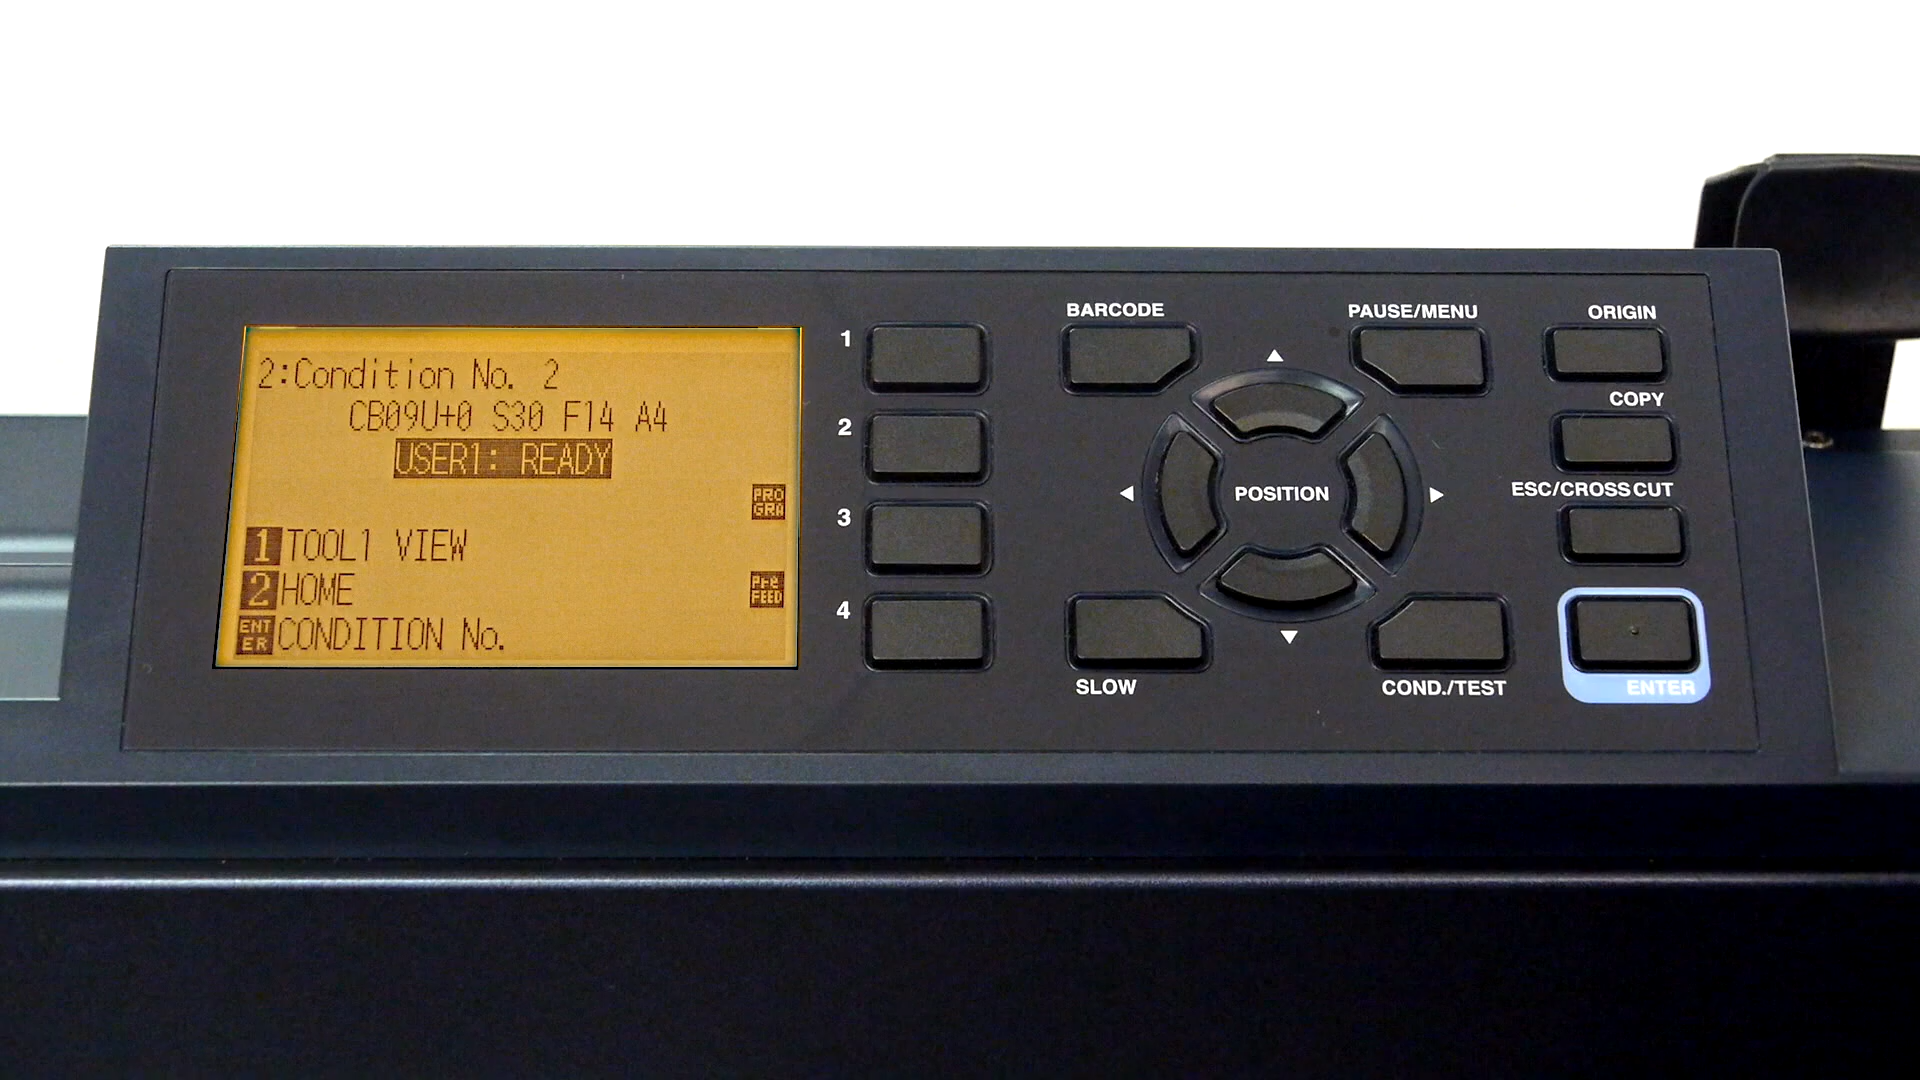 2:Condition No. 2
CB09U+0 S30 F14 A4
USER1: READY
PRO
GRA
1 TOOL1 VIEW
2 HOME
Pre
FEED
ENT
ER CONDITION No.
1
2
3
4
BARCODE
PAUSE/MENU
ORIGIN
COPY
POSITION
ESC/CROSS CUT
SLOW
COND./TEST
ENTER